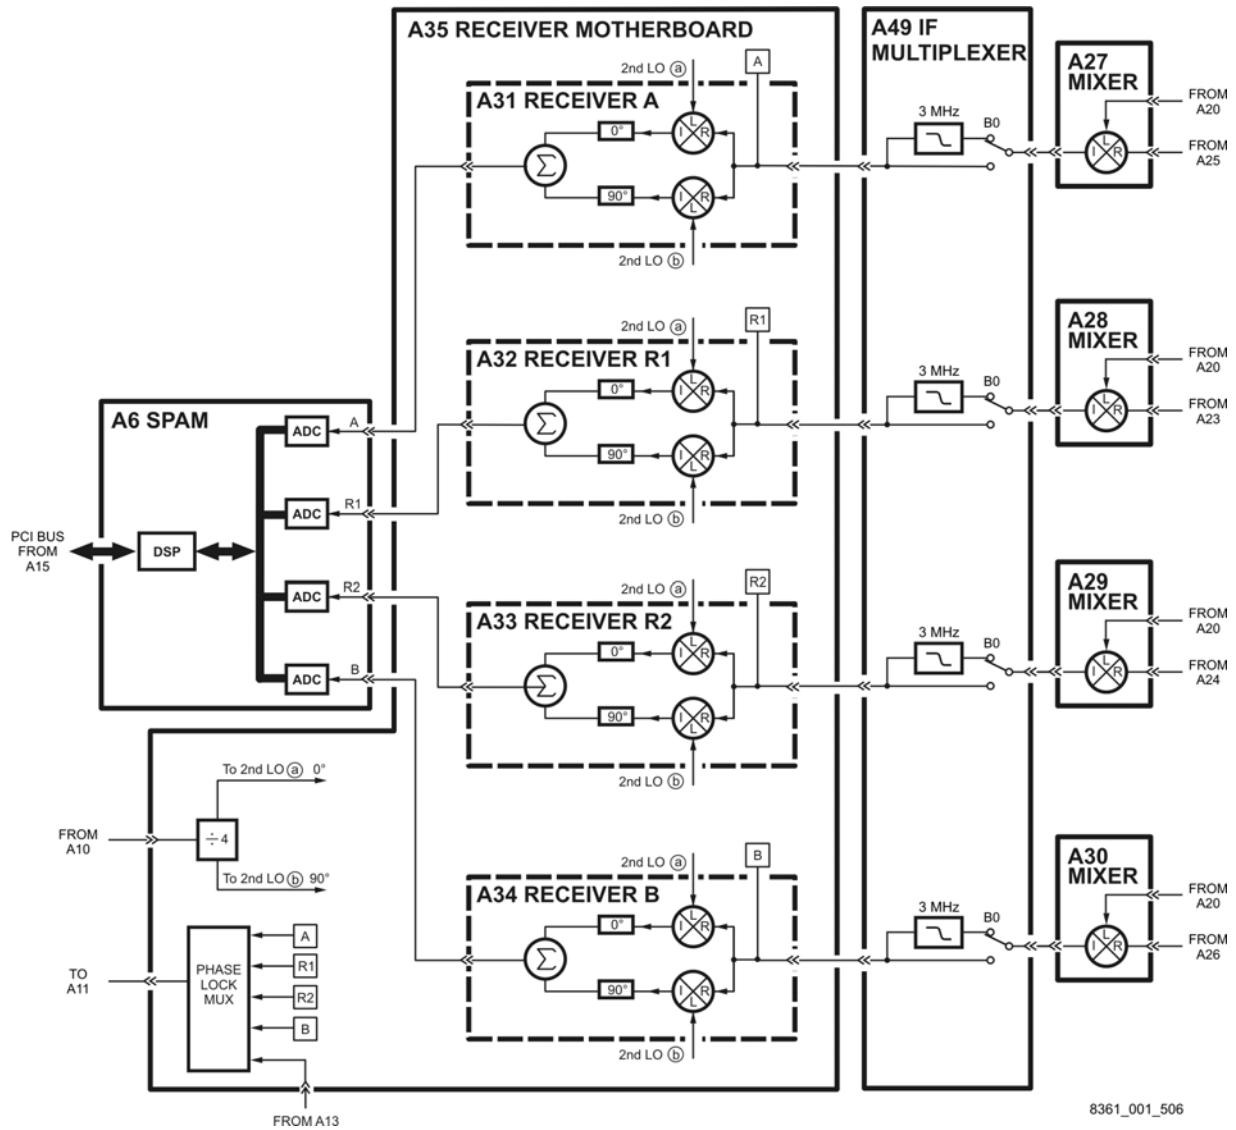 A35 RECEIVER MOTHERBOARD
A49 IF
MULTIPLEXER
A27
MIXER
FROM
A20
FROM
A25
2nd LO a
A
A31 RECEIVER A
Σ
0°
90°
I L R
I L R
2nd LO b
3 MHz
B0
I L R
A28
MIXER
FROM
A20
FROM
A23
2nd LO a
R1
A32 RECEIVER R1
Σ
0°
90°
I L R
I L R
2nd LO b
3 MHz
B0
I L R
A6 SPAM
ADC
A
ADC
R1
ADC
R2
ADC
B
DSP
PCI BUS
FROM
A15
A29
MIXER
FROM
A20
FROM
A24
2nd LO a
R2
A33 RECEIVER R2
Σ
0°
90°
I L R
I L R
2nd LO b
3 MHz
B0
I L R
To 2nd LO a 0°
FROM
A10
÷4
To 2nd LO b 90°
A30
MIXER
FROM
A20
FROM
A26
2nd LO a
B
A34 RECEIVER B
Σ
0°
90°
I L R
I L R
2nd LO b
3 MHz
B0
I L R
TO
A11
PHASE
LOCK
MUX
A
R1
R2
B
FROM A13
8361_001_506